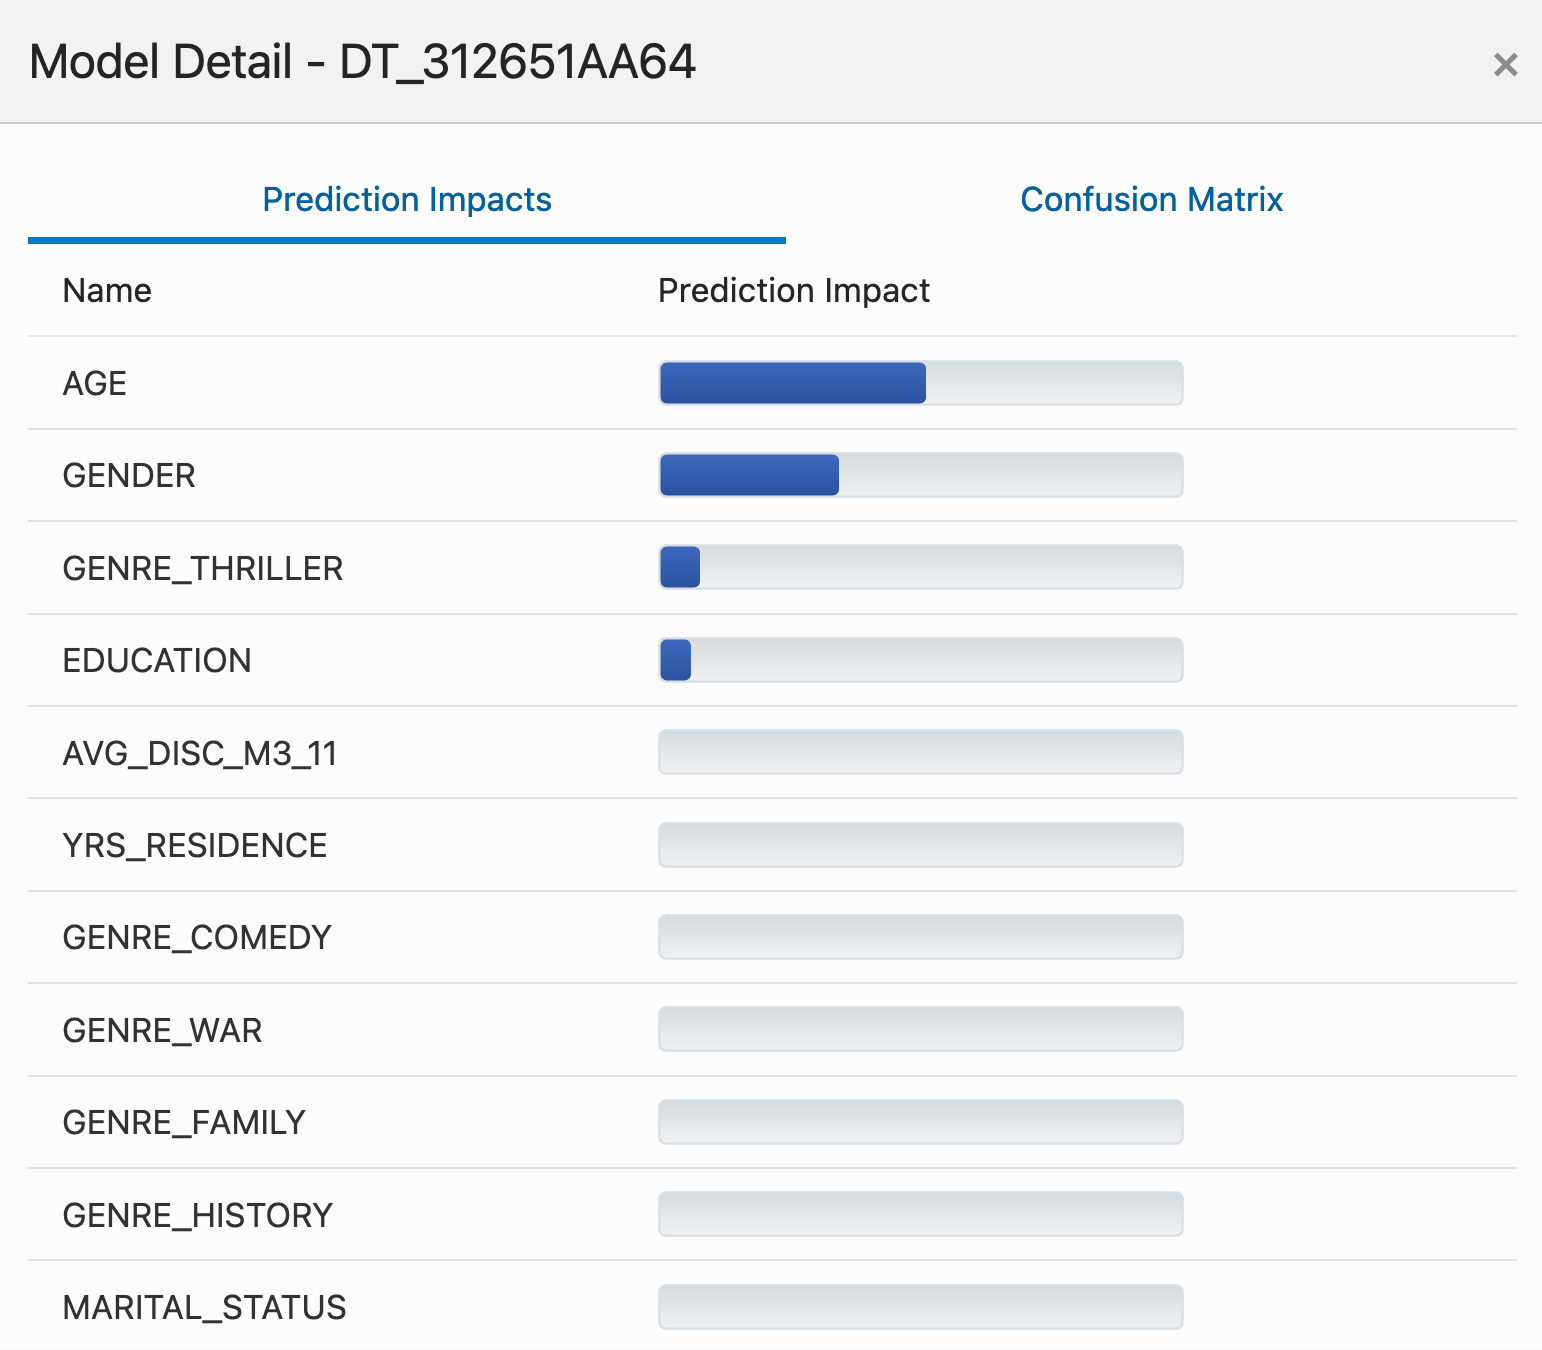 Model Detail - DT_312651AA64
×
Prediction Impacts
Confusion Matrix
Name
Prediction Impact
AGE
GENDER
GENRE_THRILLER
EDUCATION
AVG_DISC_M3_11
YRS_RESIDENCE
GENRE_COMEDY
GENRE_WAR
GENRE_FAMILY
GENRE_HISTORY
MARITAL_STATUS